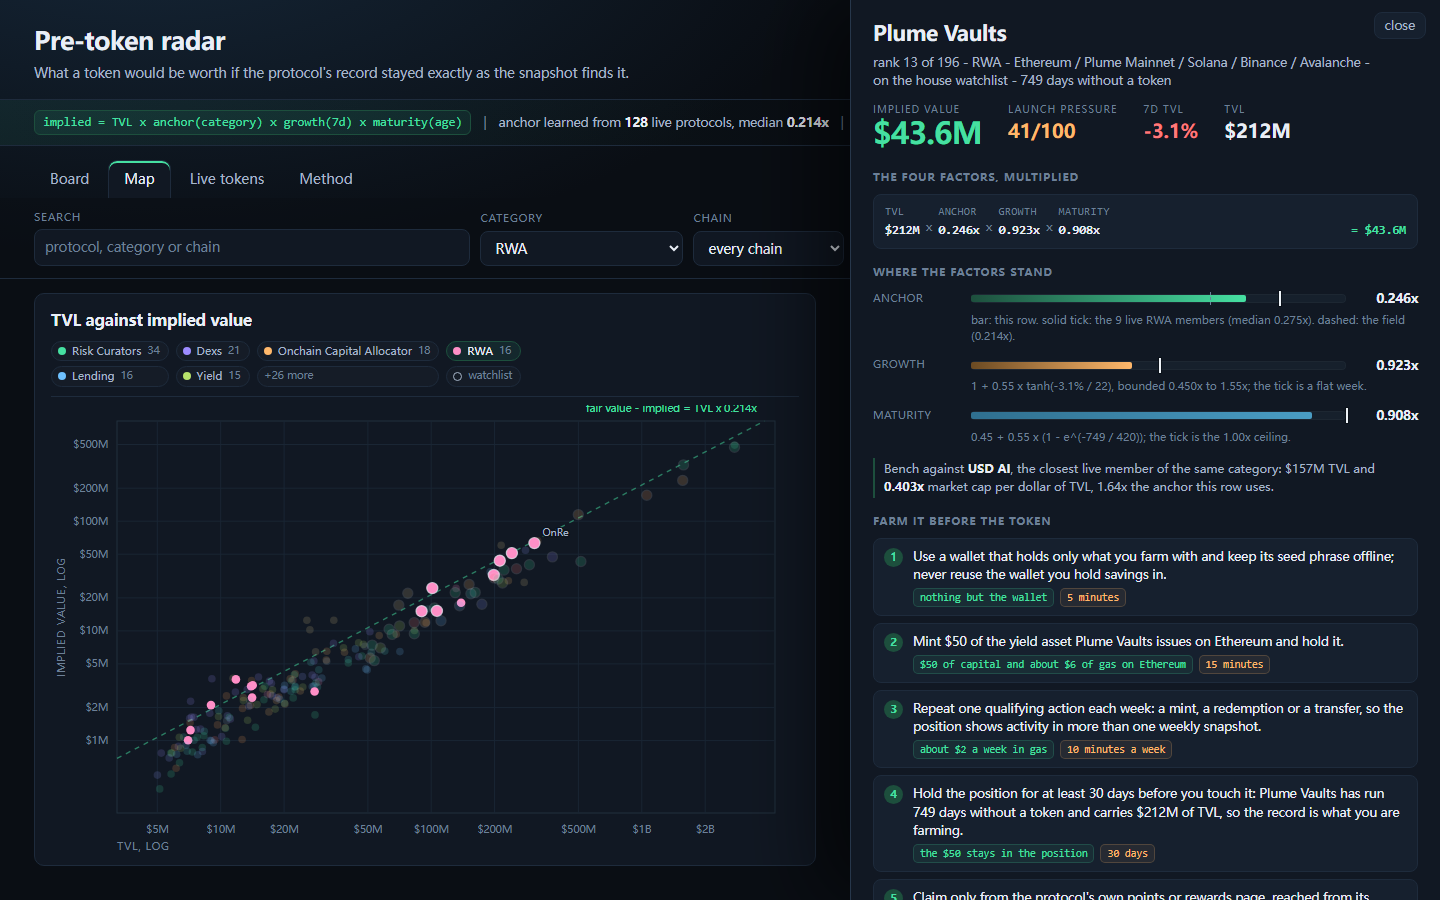 Pre-token radar
What a token would be worth if the protocol's record stayed exactly as the snapshot finds it.
implied = TVL x anchor(category) x growth(7d) x maturity(age) | anchor learned from 128 live protocols, median 0.214x |
Board Map Live tokens Method
SEARCH CATEGORY CHAIN
protocol, category or chain RWA every chain
TVL against implied value
Risk Curators 34 Dexs 21 Onchain Capital Allocator 18 RWA 16
Lending 16 Yield 15 +26 more watchlist
fair value - implied = TVL x 0.214x
OnRe
IMPLIED VALUE, LOG
$500M
$200M
$100M
$50M
$20M
$10M
$5M
$2M
$1M
$5M $10M $20M $50M $100M $200M $500M $1B $2B
TVL, LOG
close
Plume Vaults
rank 13 of 196 - RWA - Ethereum / Plume Mainnet / Solana / Binance / Avalanche -
on the house watchlist - 749 days without a token
IMPLIED VALUE LAUNCH PRESSURE 7D TVL TVL
$43.6M 41/100 -3.1% $212M
THE FOUR FACTORS, MULTIPLIED
TVL ANCHOR GROWTH MATURITY
$212M x 0.246x x 0.923x x 0.908x = $43.6M
WHERE THE FACTORS STAND
ANCHOR 0.246x
bar: this row. solid tick: the 9 live RWA members (median 0.275x). dashed: the field
(0.214x).
GROWTH 0.923x
1 + 0.55 x tanh(-3.1% / 22), bounded 0.450x to 1.55x; the tick is a flat week.
MATURITY 0.908x
0.45 + 0.55 x (1 - e^(-749 / 420)); the tick is the 1.00x ceiling.
Bench against USD AI, the closest live member of the same category: $157M TVL and
0.403x market cap per dollar of TVL, 1.64x the anchor this row uses.
FARM IT BEFORE THE TOKEN
1 Use a wallet that holds only what you farm with and keep its seed phrase offline;
never reuse the wallet you hold savings in.
nothing but the wallet 5 minutes
2 Mint $50 of the yield asset Plume Vaults issues on Ethereum and hold it.
$50 of capital and about $6 of gas on Ethereum 15 minutes
3 Repeat one qualifying action each week: a mint, a redemption or a transfer, so the
position shows activity in more than one weekly snapshot.
about $2 a week in gas 10 minutes a week
4 Hold the position for at least 30 days before you touch it: Plume Vaults has run
749 days without a token and carries $212M of TVL, so the record is what you are
farming.
the $50 stays in the position 30 days
5 Claim only from the protocol's own points or rewards page, reached from its